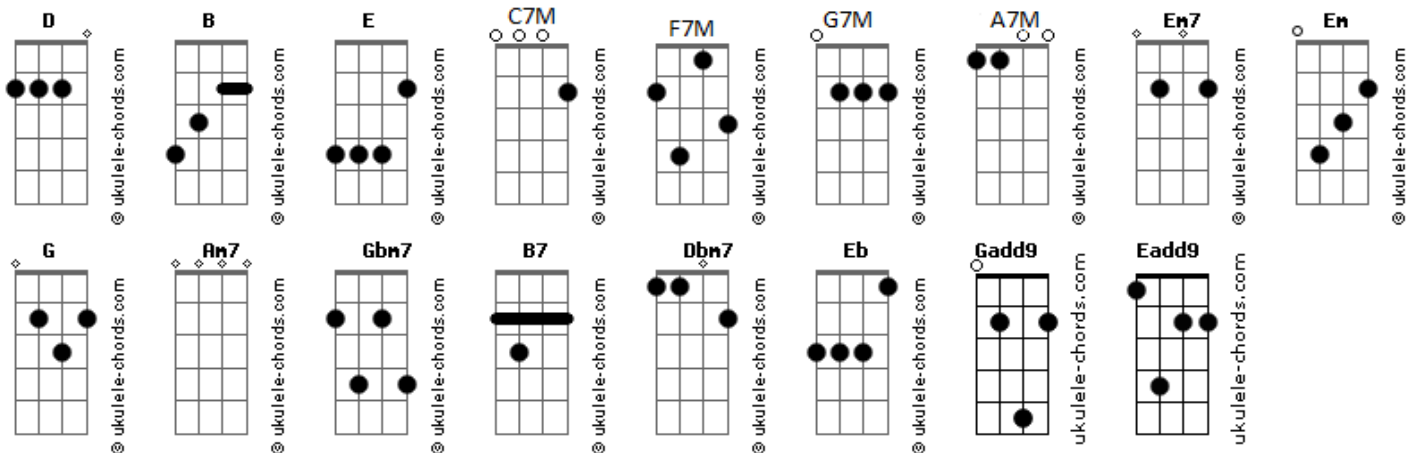 D B E C7M F7M G7M A7M Em7 Em
© ukulele-chords.com © ukulele-chords.com © ukulele-chords.com © ukulele-chords.com © ukulele-chords.com © ukulele-chords.com © ukulele-chords.com © ukulele-chords.com © ukulele-chords.com
G Am7 Gbm7 B7 Dbm7 Eb Gadd9 Eadd9
© ukulele-chords.com © ukulele-chords.com © ukulele-chords.com © ukulele-chords.com © ukulele-chords.com © ukulele-chords.com ukulele-chords.com ukulele-chords.com